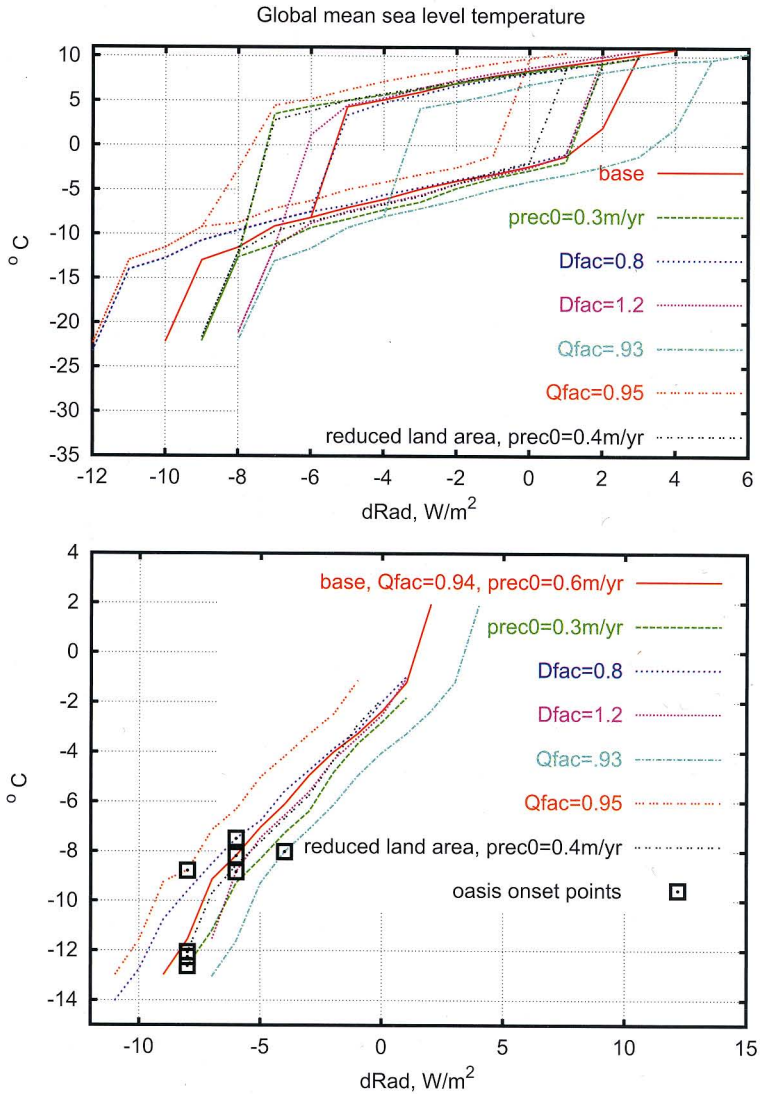 Global mean sea level temperature
10
5
0
-5
-10
-15
-20
-25
-30
-35
° C
base
prec0=0.3m/yr
Dfac=0.8
Dfac=1.2
Qfac=.93
Qfac=0.95
reduced land area, prec0=0.4m/yr
-12 -10 -8 -6 -4 -2 0 2 4 6
dRad, W/m²
4
2
0
-2
-4
-6
-8
-10
-12
-14
° C
base, Qfac=0.94, prec0=0.6m/yr
prec0=0.3m/yr
Dfac=0.8
Dfac=1.2
Qfac=.93
Qfac=0.95
reduced land area, prec0=0.4m/yr
oasis onset points
-10 -5 0 5 10 15
dRad, W/m²